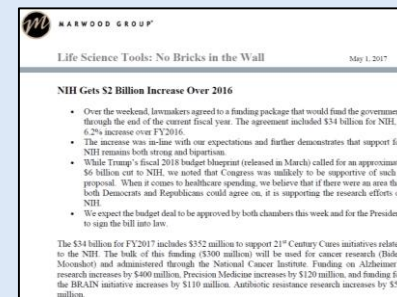 M MARWOOD GROUP
Life Science Tools: No Bricks in the Wall May 1, 2017
NIH Gets $2 Billion Increase Over 2016
• Over the weekend, lawmakers agreed to a funding package that would fund the governme
through the end of the current fiscal year. The agreement included $34 billion for NIH,
6.2% increase over FY2016.
• The increase was in-line with our expectations and further demonstrates that support f
NIH remains both strong and bipartisan.
• While Trump's fiscal 2018 budget blueprint (released in March) called for an approxima
$6 billion cut to NIH, we noted that Congress was unlikely to be supportive of such
proposal. When it comes to healthcare spending, we believe that if there were an area th
both Democrats and Republicans could agree on, it is supporting the research efforts
NIH.
• We expect the budget deal to be approved by both chambers this week and for the Preside
to sign the bill into law.
The $34 billion for FY2017 includes $352 million to support 21st Century Cures initiatives relate
to the NIH. The bulk of this funding ($300 million) will be used for cancer research (Bide
Moonshot) and administered through the National Cancer Institute. Funding on Alzheimer
research increases by $400 million, Precision Medicine increases by $120 million, and funding fo
the BRAIN initiative increases by $110 million. Antibiotic resistance research increases by $5
million.